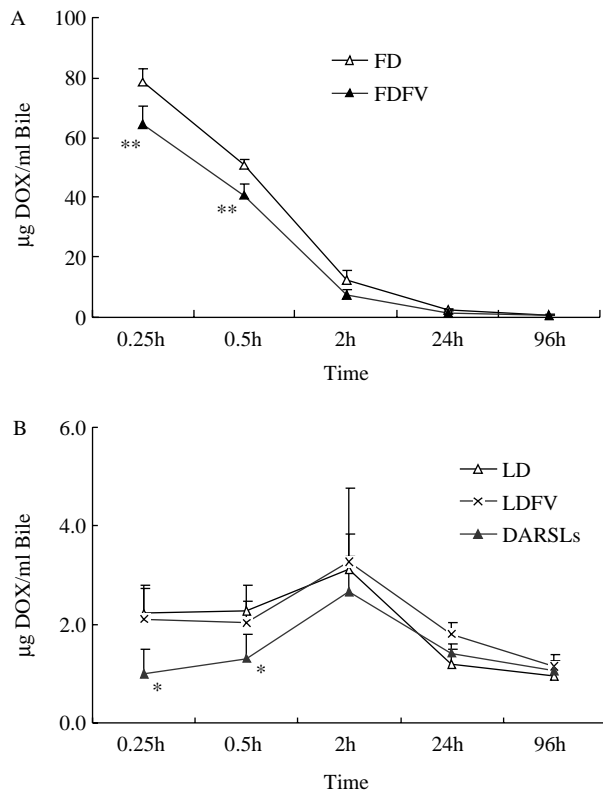 A
100
80
60
40
20
0
µg DOX/ml Bile
FD
FDFV
**
**
0.25h 0.5h 2h 24h 96h
Time
B
6.0
4.0
2.0
0.0
µg DOX/ml Bile
LD
LDFV
DARSLs
*
*
0.25h 0.5h 2h 24h 96h
Time